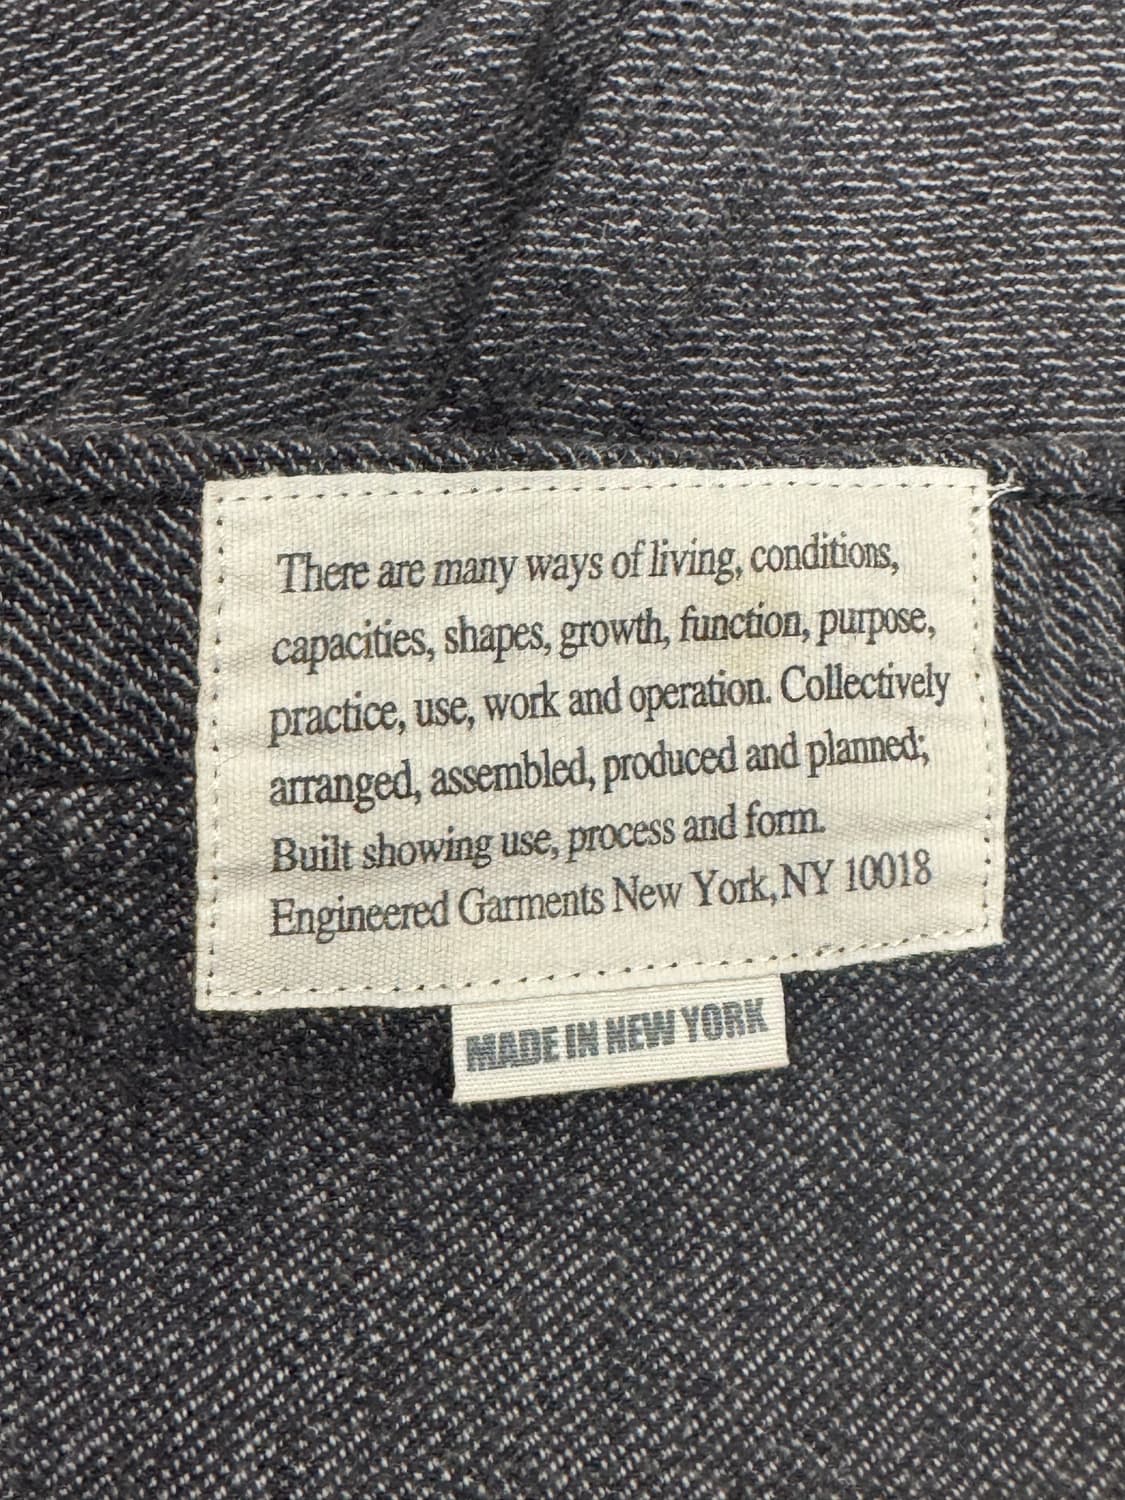 There are many ways of living, conditions,
capacities, shapes, growth, function, purpose,
practice, use, work and operation. Collectively
arranged, assembled, produced and planned;
Built showing use, process and form.
Engineered Garments New York, NY 10018
MADE IN NEW YORK